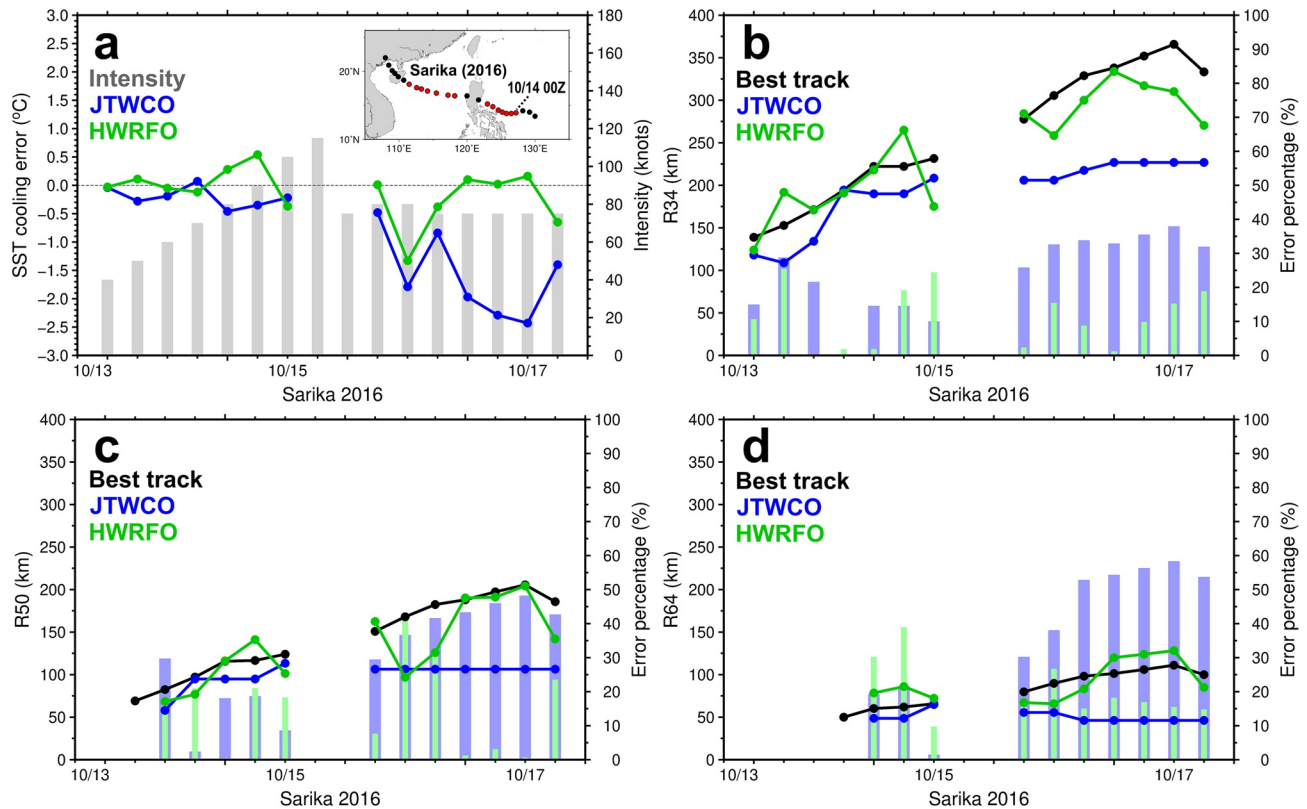 a
Intensity
JTWCO
HWRFO
SST cooling error (ºC)
3.0
2.5
2.0
1.5
1.0
0.5
0.0
−0.5
−1.0
−1.5
−2.0
−2.5
−3.0
Sarika (2016)
10/14 00Z
20°N
10°N
110°E
120°E
130°E
180
160
140
120
100
80
60
40
20
0
Intensity (knots)
10/13
10/15
10/17
Sarika 2016
b
Best track
JTWCO
HWRFO
R34 (km)
400
350
300
250
200
150
100
50
0
100
90
80
70
60
50
40
30
20
10
0
Error percentage (%)
10/13
10/15
10/17
Sarika 2016
c
Best track
JTWCO
HWRFO
R50 (km)
400
350
300
250
200
150
100
50
0
100
90
80
70
60
50
40
30
20
10
0
Error percentage (%)
10/13
10/15
10/17
Sarika 2016
d
Best track
JTWCO
HWRFO
R64 (km)
400
350
300
250
200
150
100
50
0
100
90
80
70
60
50
40
30
20
10
0
Error percentage (%)
10/13
10/15
10/17
Sarika 2016